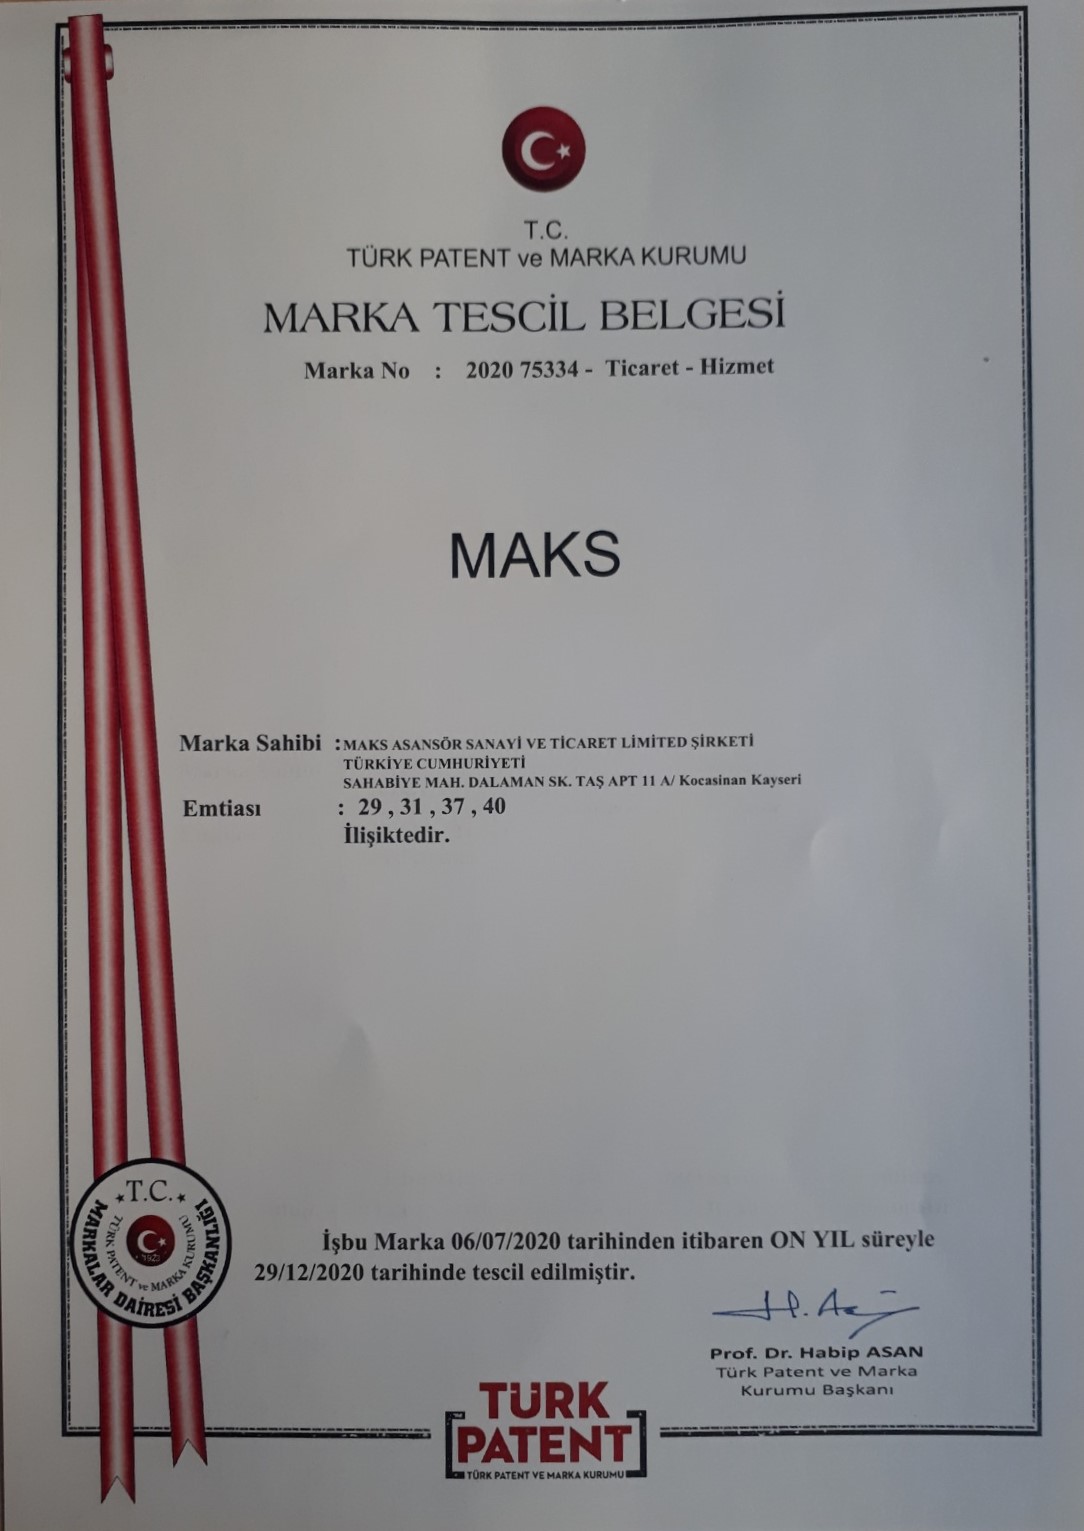 T.C.
TÜRK PATENT ve MARKA KURUMU
MARKA TESCİL BELGESİ
Marka No : 2020 75334 - Ticaret - Hizmet
MAKS
Marka Sahibi : MAKS ASANSÖR SANAYİ VE TİCARET LİMİTED ŞİRKETİ
TÜRKİYE CUMHURİYETİ
SAHABİYE MAH. DALAMAN SK. TAŞ APT 11 A/ Kocasinan Kayseri
Emtiası : 29 , 31 , 37 , 40
İlişiktedir.
T.C.
TÜRK PATENT ve MARKA KURUMU
MARKALAR DAİRESİ BAŞKANLIĞI
İşbu Marka 06/07/2020 tarihinden itibaren ON YIL süreyle
29/12/2020 tarihinde tescil edilmiştir.
Prof. Dr. Habip ASAN
Türk Patent ve Marka
Kurumu Başkanı
TÜRK
PATENT
TÜRK PATENT VE MARKA KURUMU